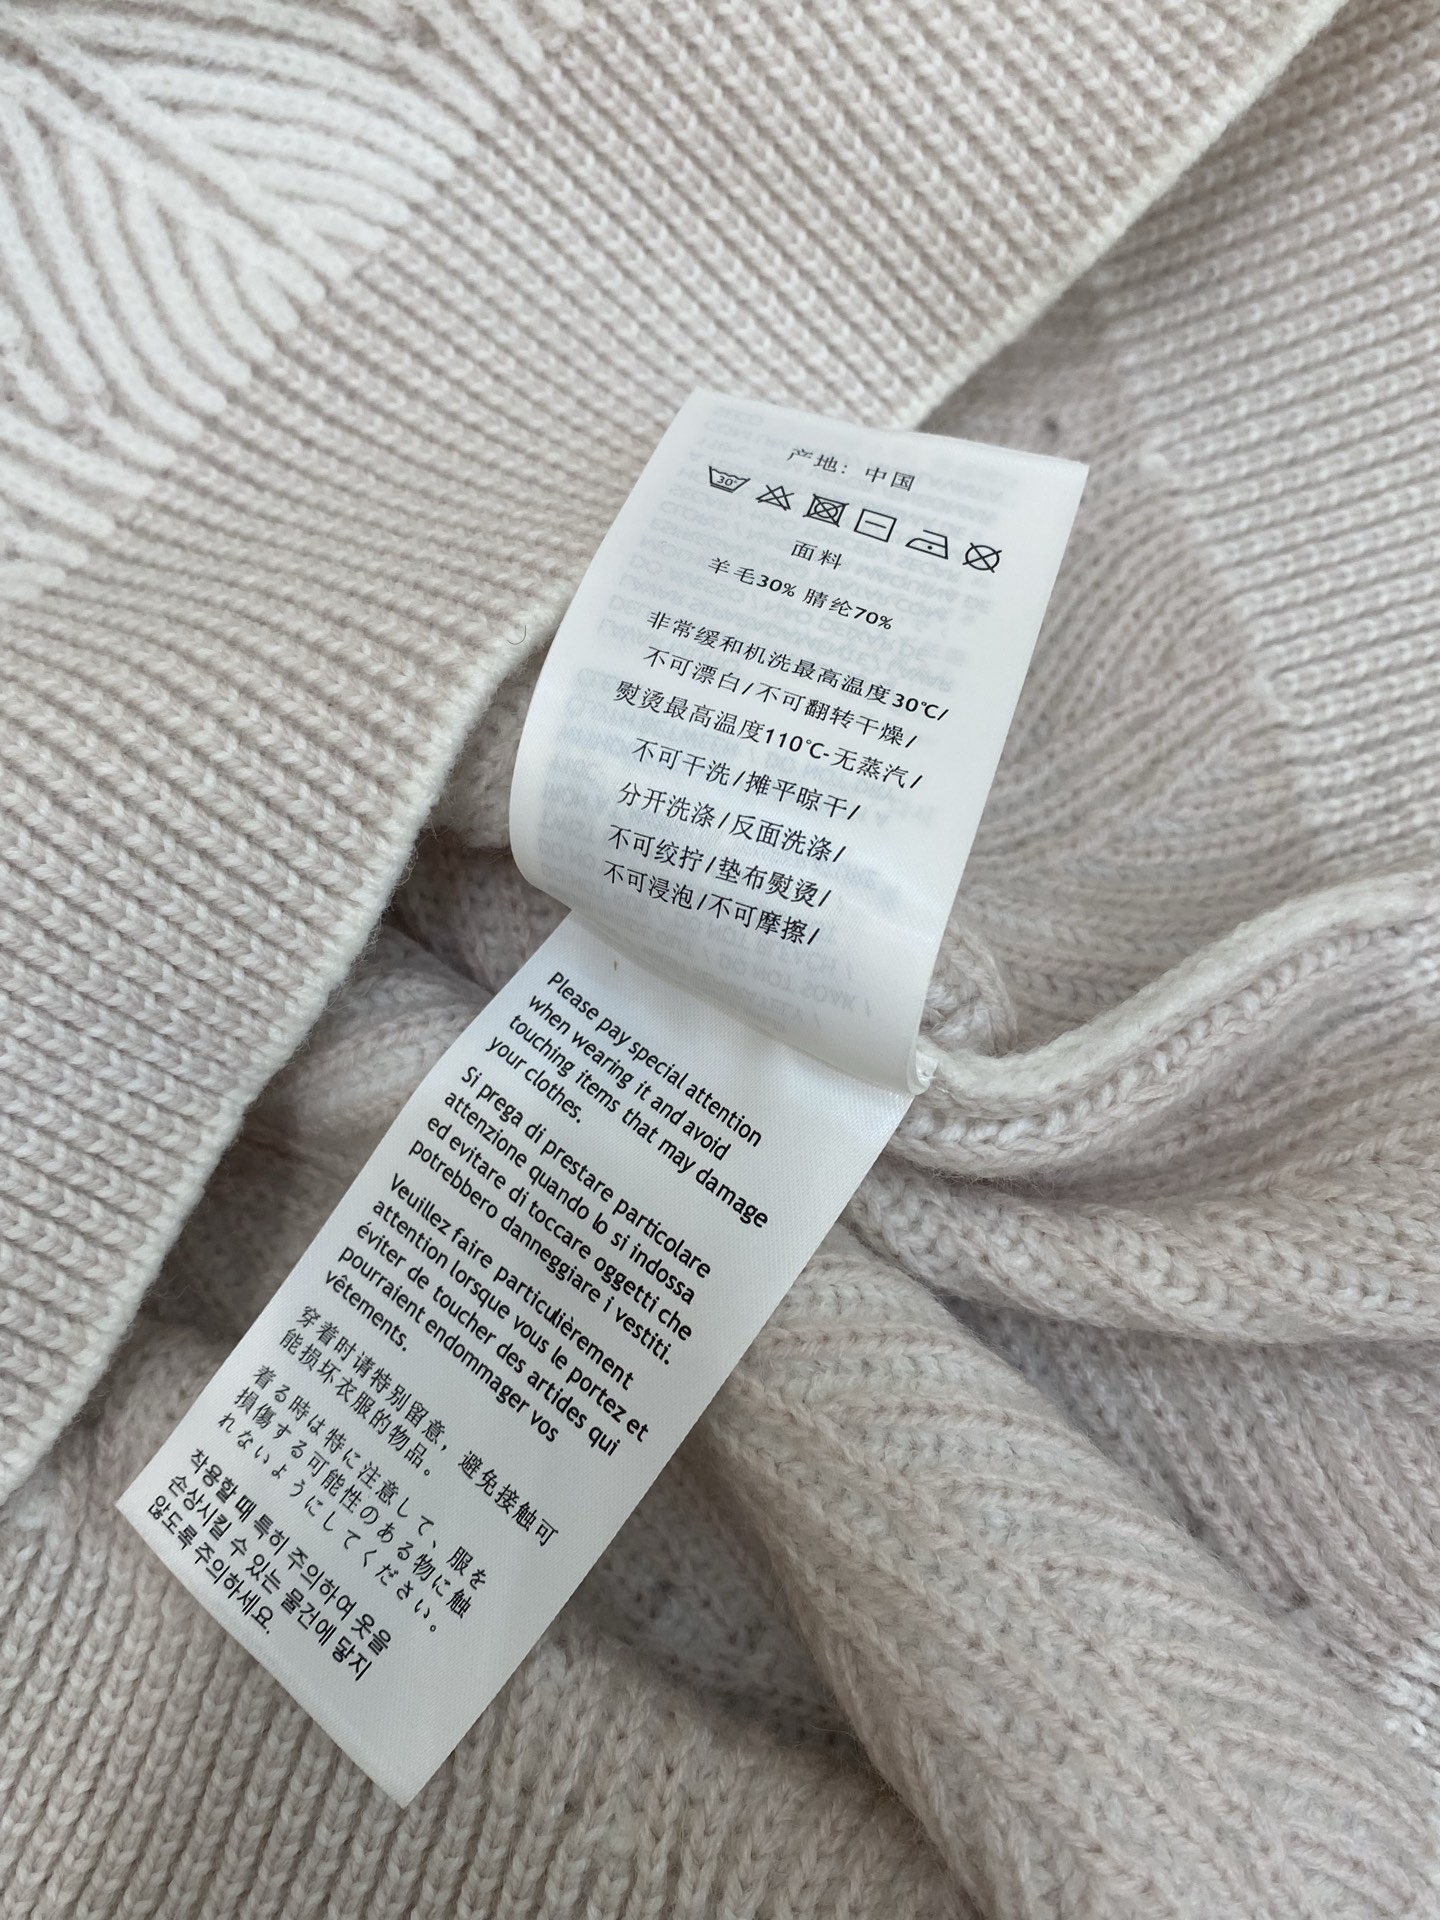 产地：中国
30°
面料
羊毛30% 腈纶70%
非常缓和机洗最高温度30℃/
不可漂白/不可翻转干燥/
熨烫最高温度110℃-无蒸汽/
不可干洗/摊平晾干/
分开洗涤/反面洗涤/
不可绞拧/垫布熨烫/
不可浸泡/不可摩擦/
Please pay special attention
when wearing it and avoid
touching items that may damage
your clothes.
Si prega di prestare particolare
attenzione quando lo si indossa
ed evitare di toccare oggetti che
potrebbero danneggiare i vestiti.
Veuillez faire particulièrement
attention lorsque vous le portez et
éviter de toucher des artides qui
pourraient endommager vos
vêtements.
穿着时请特别留意，避免接触可
能损坏衣服的物品。
着る時は特に注意して、服を
損傷する可能性のある物に触
れないようにしてください。
착용할 때 특히 주의하여 옷을
손상시킬 수 있는 물건에 닿지
않도록주의하세요.